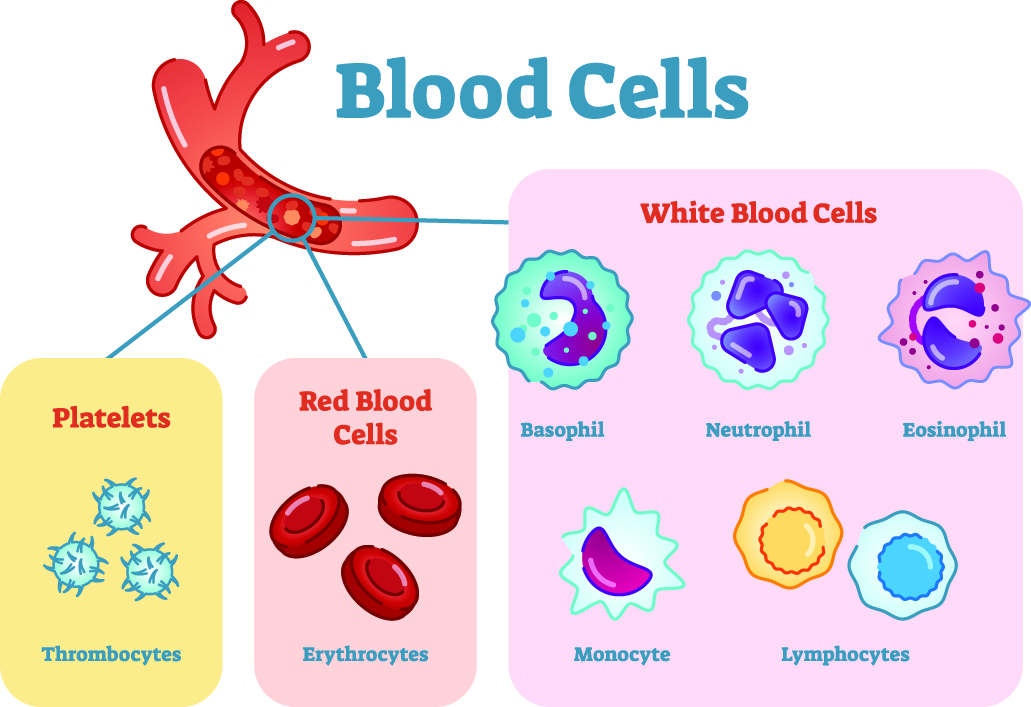 Blood Cells
White Blood Cells
Basophil
Neutrophil
Eosinophil
Monocyte
Lymphocytes
Platelets
Thrombocytes
Red Blood
Cells
Erythrocytes